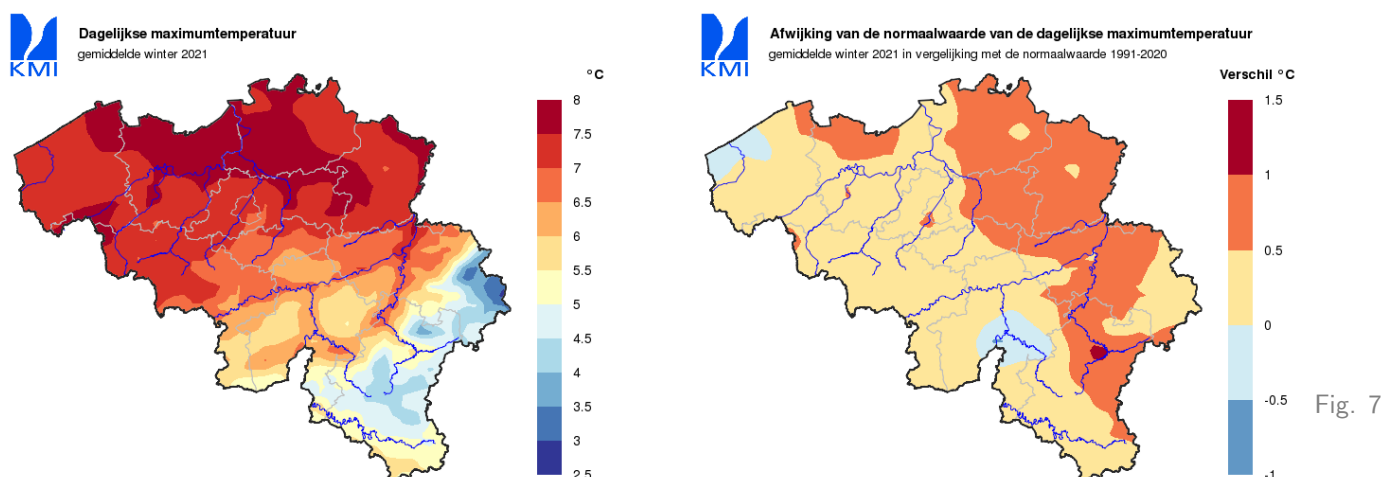 KMI
Dagelijkse maximumtemperatuur
gemiddelde winter 2021
°C
8
7.5
7
6.5
6
5.5
5
4.5
4
3.5
3
2.5
KMI
Afwijking van de normaalwaarde van de dagelijkse maximumtemperatuur
gemiddelde winter 2021 in vergelijking met de normaalwaarde 1991-2020
Verschil °C
1.5
1
0.5
0
-0.5
-1
Fig. 7